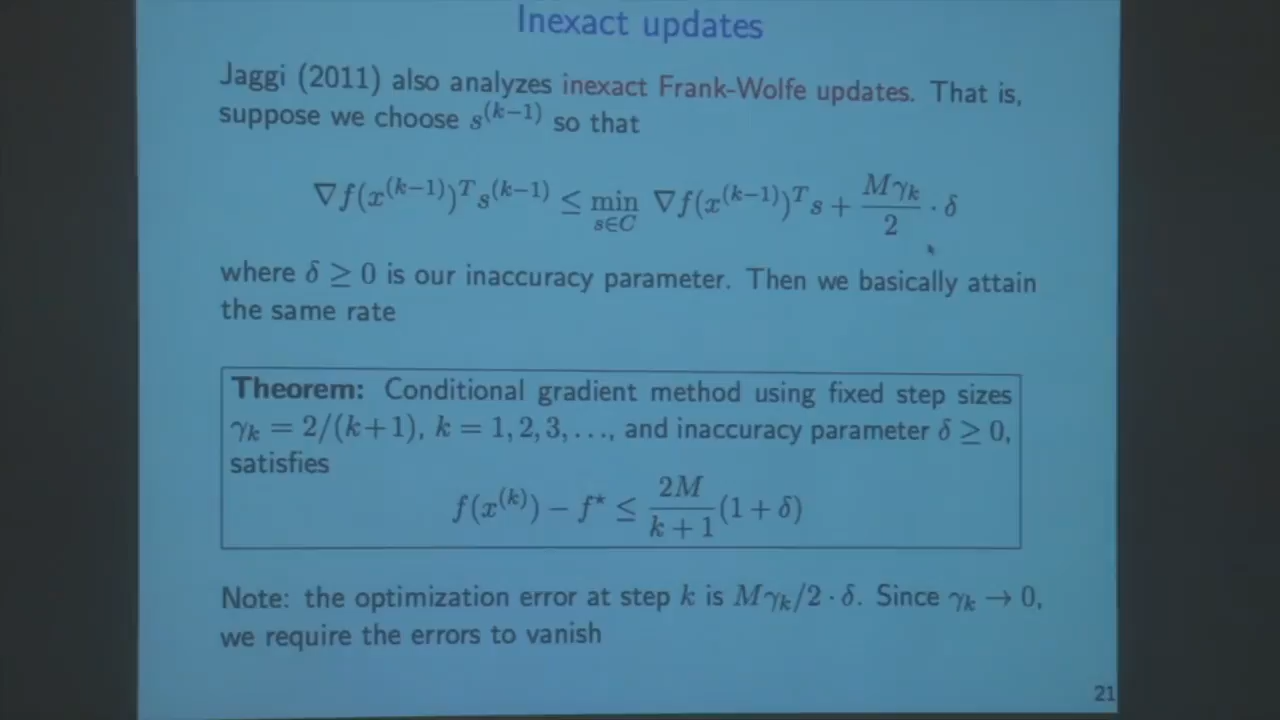 Inexact updates
Jaggi (2011) also analyzes inexact Frank-Wolfe updates. That is,
suppose we choose s^(k−1) so that
∇f(x^(k−1))^T s^(k−1) ≤ min_{s∈C} ∇f(x^(k−1))^T s + Mγ_k/2 · δ
where δ ≥ 0 is our inaccuracy parameter. Then we basically attain
the same rate
Theorem: Conditional gradient method using fixed step sizes
γ_k = 2/(k+1), k = 1, 2, 3, . . ., and inaccuracy parameter δ ≥ 0,
satisfies
f(x^(k)) − f* ≤ 2M/(k + 1) (1 + δ)
Note: the optimization error at step k is Mγ_k/2 · δ. Since γ_k → 0,
we require the errors to vanish
21